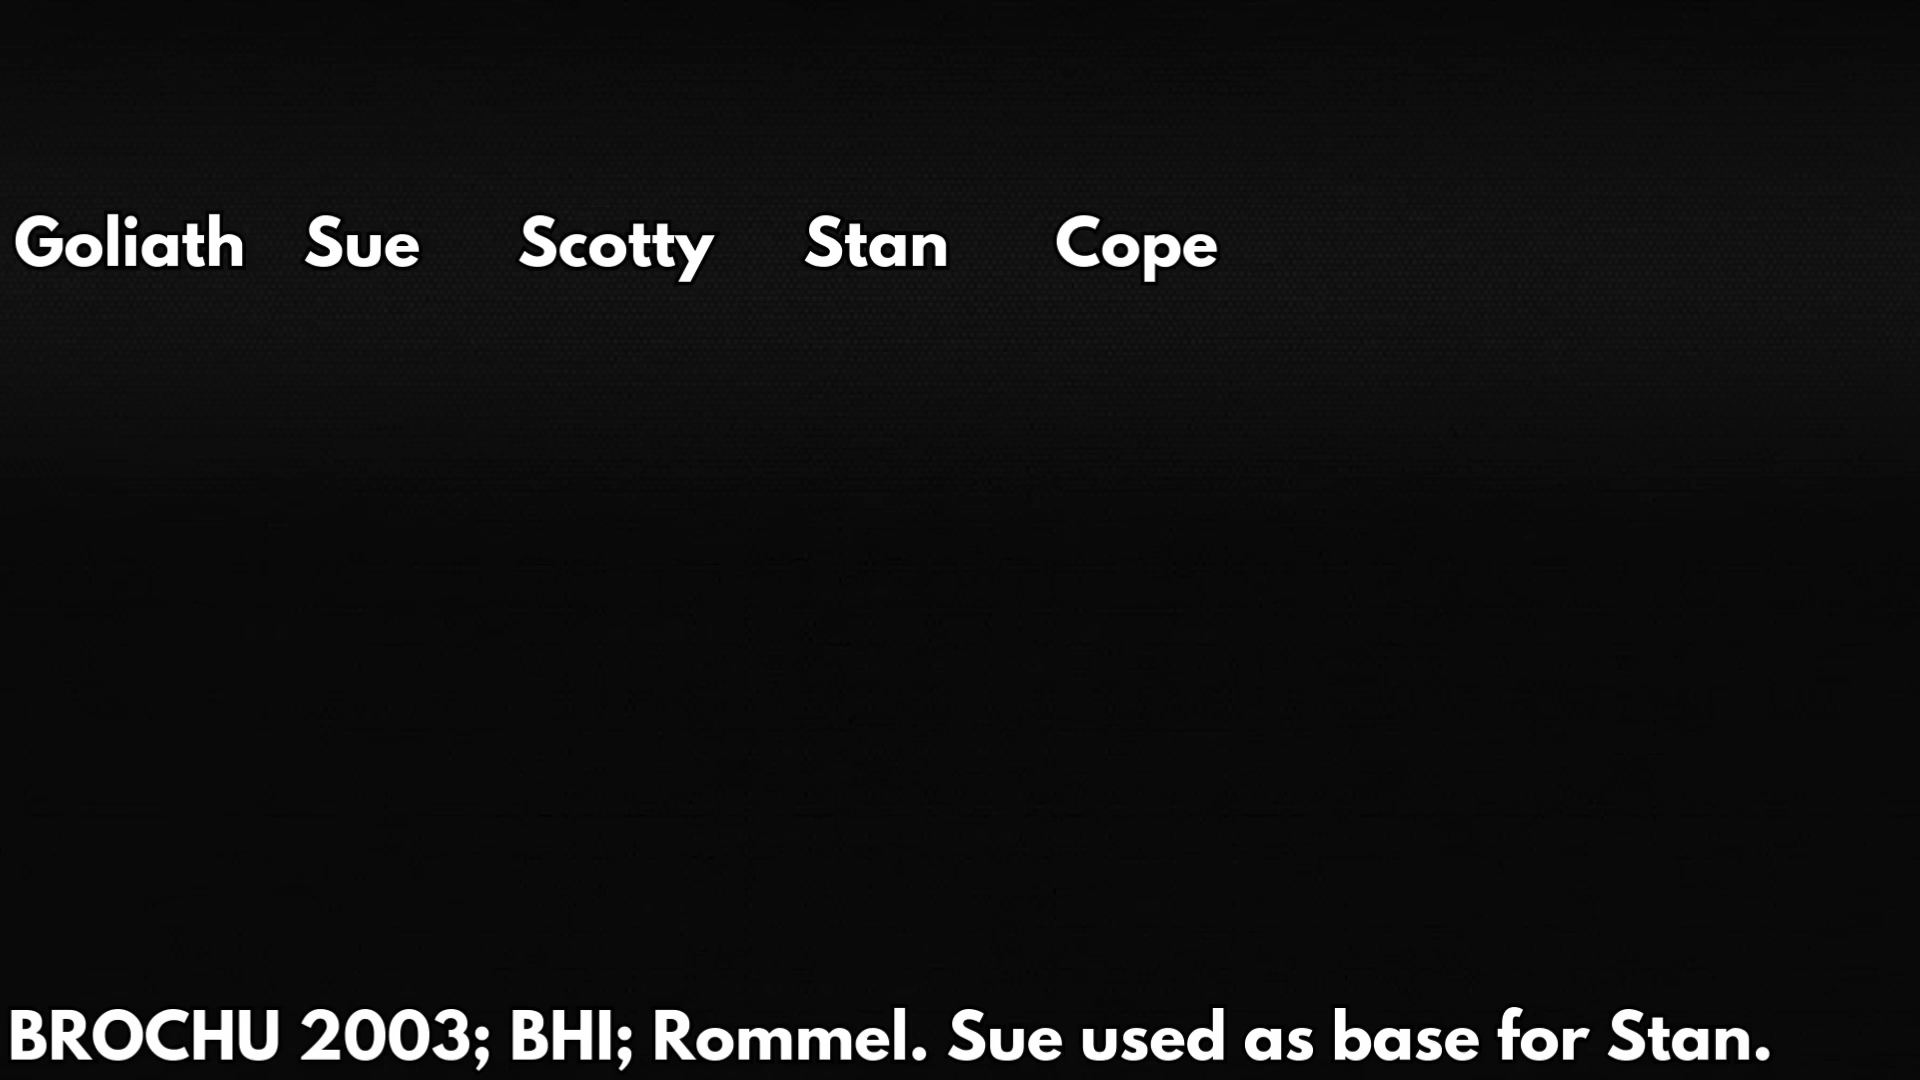 Goliath Sue Scotty Stan Cope
BROCHU 2003; BHI; Rommel. Sue used as base for Stan.